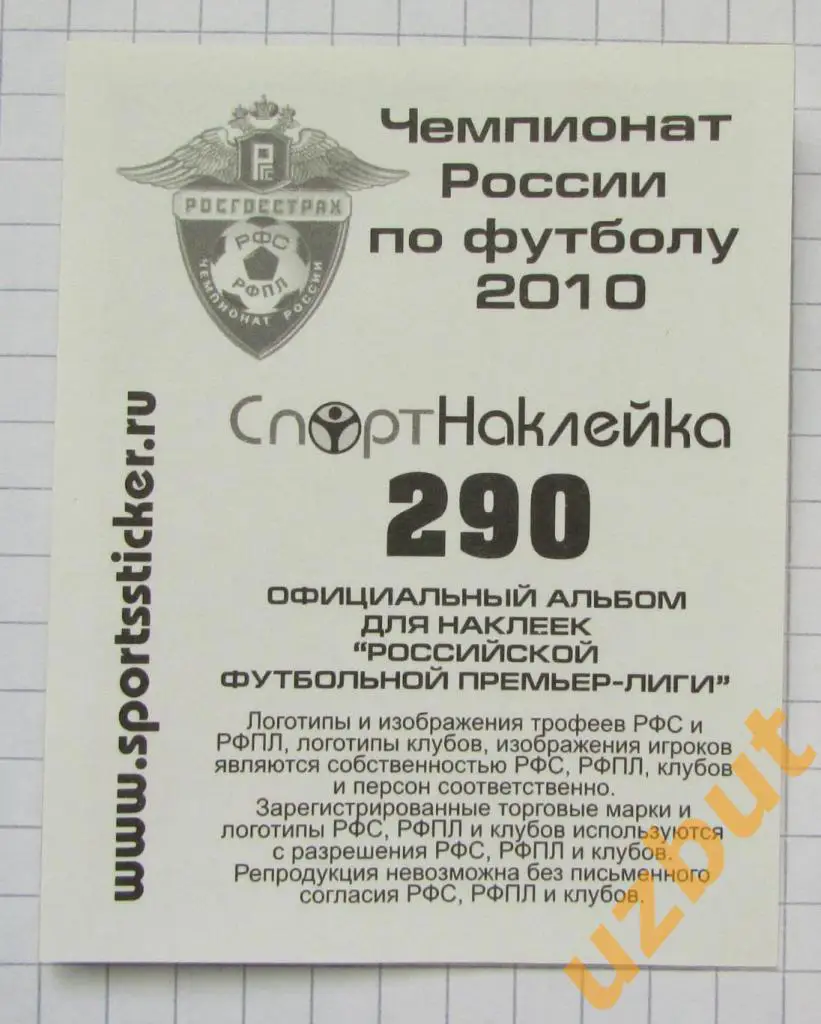 Чемпионат
России
по футболу
2010
РОСГОССТРАХ
РФС
РФПЛ
ЧЕМПИОНАТ РОССИИ
СпортНаклейка
290
www.sportssticker.ru
ОФИЦИАЛЬНЫЙ АЛЬБОМ
ДЛЯ НАКЛЕЕК
"РОССИЙСКОЙ
ФУТБОЛЬНОЙ ПРЕМЬЕР-ЛИГИ"
Логотипы и изображения трофеев РФС и
РФПЛ, логотипы клубов, изображения игроков
являются собственностью РФС, РФПЛ, клубов
и персон соответственно.
Зарегистрированные торговые марки и
логотипы РФС, РФПЛ и клубов используются
с разрешения РФС, РФПЛ и клубов.
Репродукция невозможна без письменного
согласия РФС, РФПЛ и клубов.
uzbut